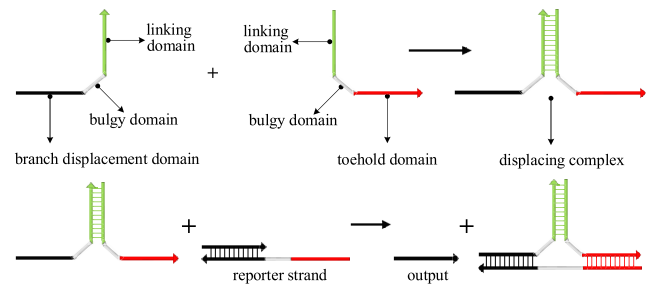 linking
domain
linking
domain
+
bulgy domain
bulgy domain
branch displacement domain
toehold domain
displacing complex
+
+
reporter strand
output